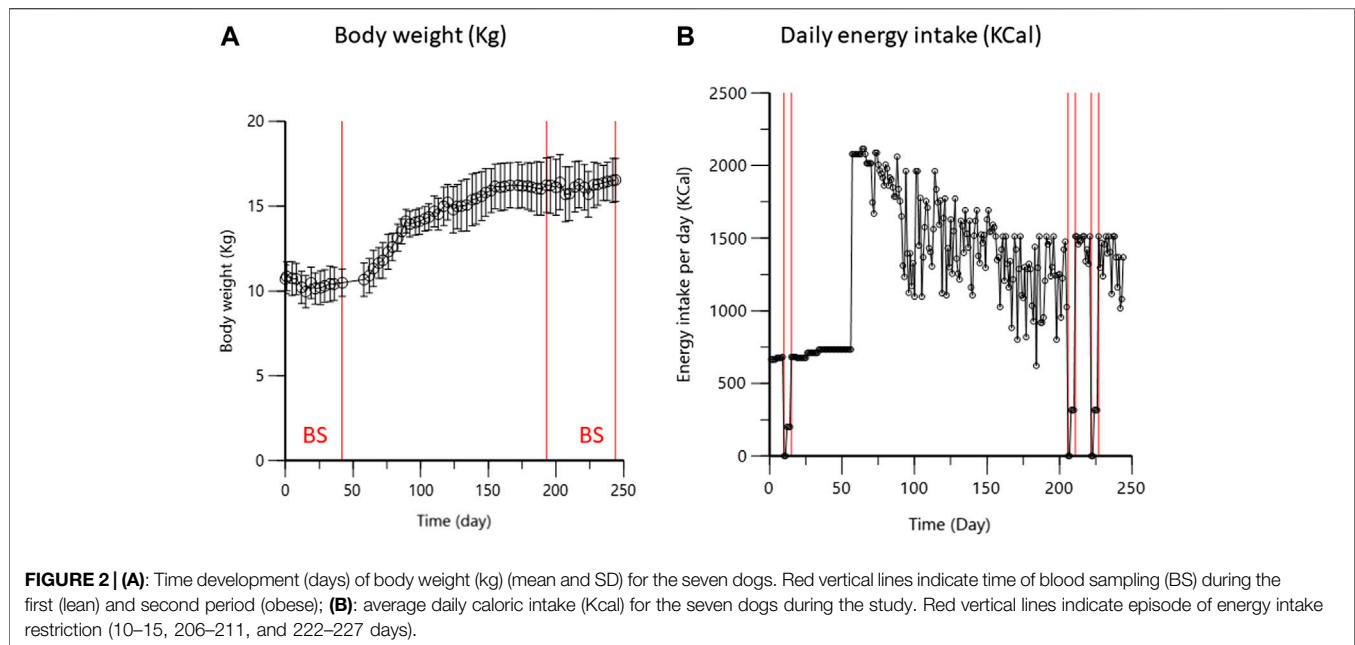 A Body weight (Kg)
20
15
10
5
0
Body weight (Kg)
BS
BS
0 50 100 150 200 250
Time (day)
B Daily energy intake (KCal)
2500
2000
1500
1000
500
0
Energy intake per day (KCal)
0 50 100 150 200 250
Time (Day)
FIGURE 2 | (A): Time development (days) of body weight (kg) (mean and SD) for the seven dogs. Red vertical lines indicate time of blood sampling (BS) during the
first (lean) and second period (obese); (B): average daily caloric intake (Kcal) for the seven dogs during the study. Red vertical lines indicate episode of energy intake
restriction (10–15, 206–211, and 222–227 days).